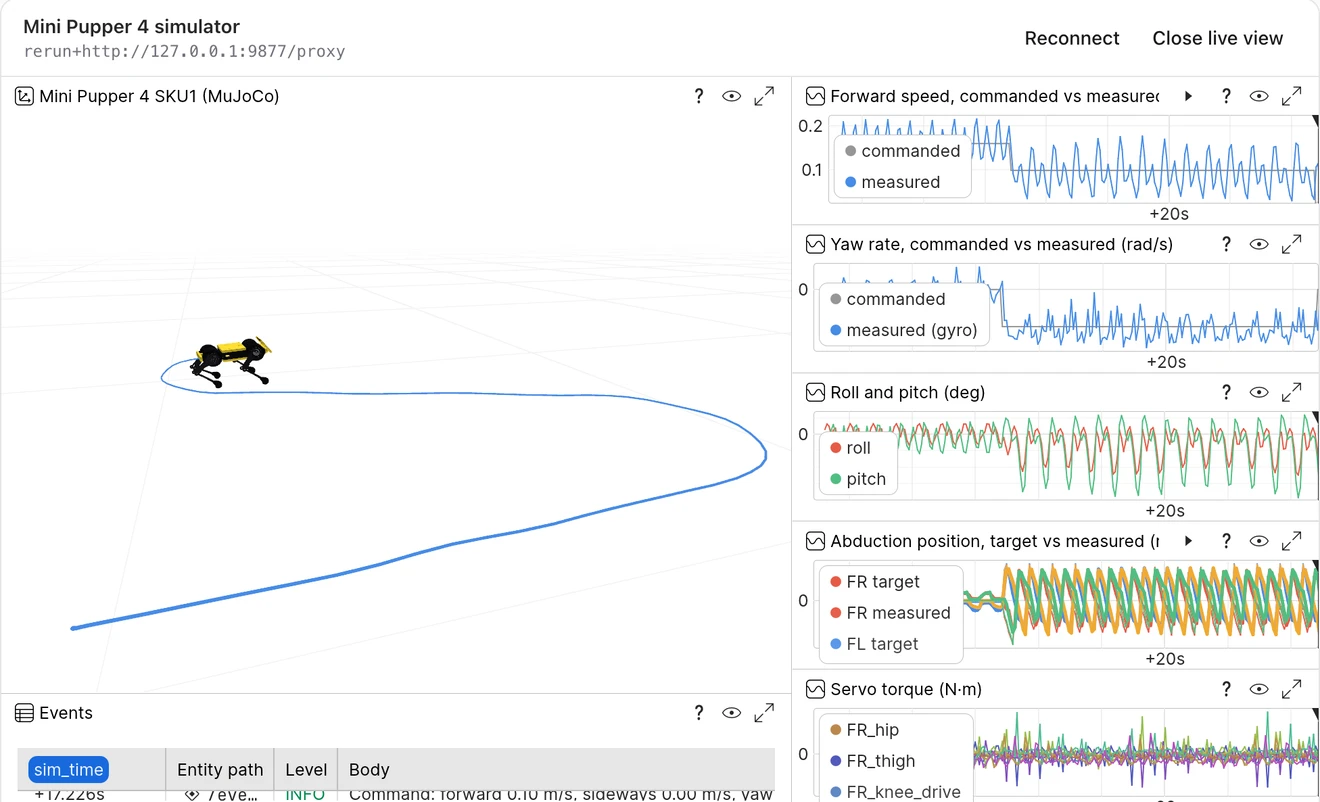 Mini Pupper 4 simulator
rerun+http://127.0.0.1:9877/proxy
Reconnect
Close live view
Mini Pupper 4 SKU1 (MuJoCo)
?
Forward speed, commanded vs measured
?
0.2
0.1
commanded
measured
+20s
Yaw rate, commanded vs measured (rad/s)
?
0
commanded
measured (gyro)
+20s
Roll and pitch (deg)
?
0
roll
pitch
+20s
Abduction position, target vs measured (r
?
0
FR target
FR measured
FL target
+20s
Servo torque (N·m)
?
0
FR_hip
FR_thigh
FR_knee_drive
Events
?
sim_time Entity path Level Body
+17.226s /eve… INFO Command: forward 0.10 m/s, sideways 0.00 m/s, yaw